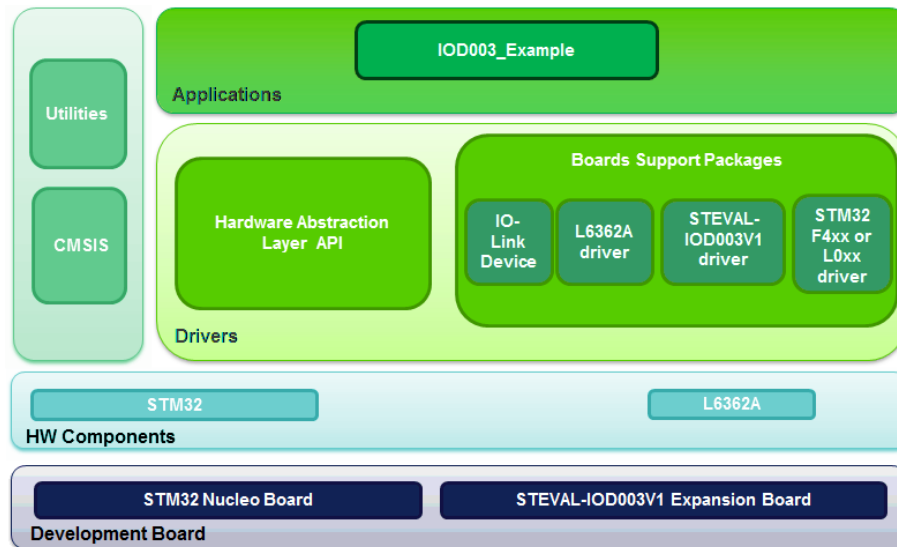 IOD003_Example
Applications
Utilities
CMSIS
Hardware Abstraction
Layer API
Boards Support Packages
IO-
Link
Device
L6362A
driver
STEVAL-
IOD003V1
driver
STM32
F4xx or
L0xx
driver
Drivers
STM32
L6362A
HW Components
STM32 Nucleo Board
STEVAL-IOD003V1 Expansion Board
Development Board